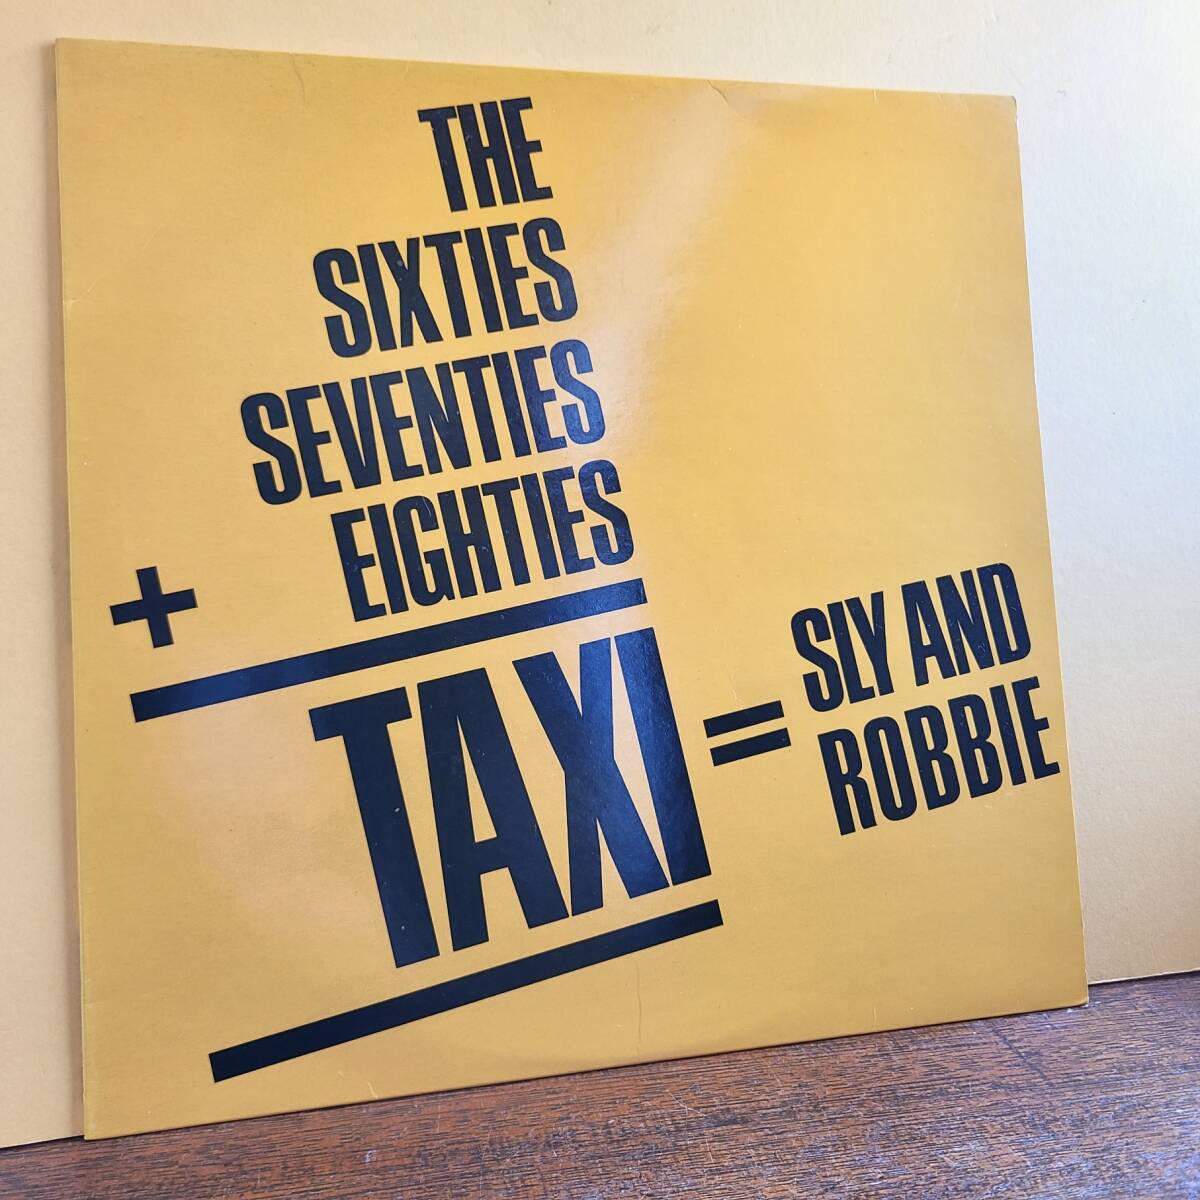 THE
SIXTIES
SEVENTIES
+ EIGHTIES
TAXI = SLY AND
ROBBIE